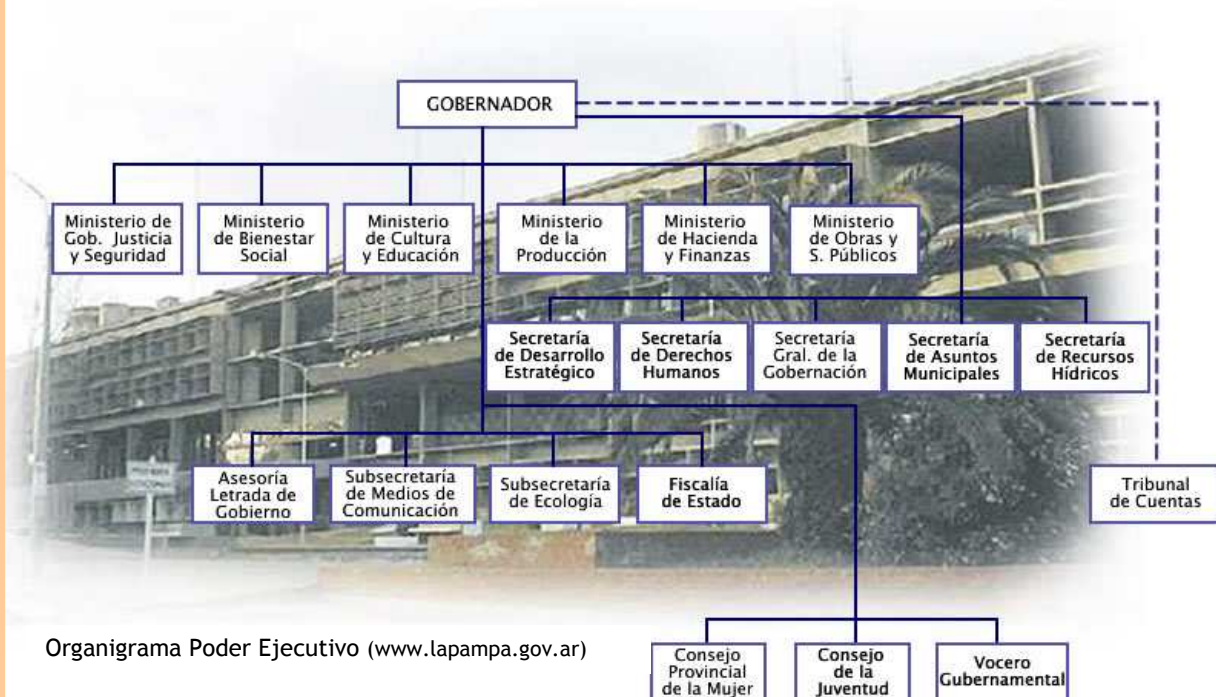 GOBERNADOR
Ministerio de
Gob. Justicia
y Seguridad
Ministerio
de Bienestar
Social
Ministerio
de Cultura
y Educación
Ministerio
de la
Producción
Ministerio
de Hacienda
y Finanzas
Ministerio
de Obras y
S. Públicos
Secretaría
de Desarrollo
Estratégico
Secretaría
de Derechos
Humanos
Secretaría
Gral. de la
Gobernación
Secretaría
de Asuntos
Municipales
Secretaría
de Recursos
Hídricos
Asesoría
Letrada de
Gobierno
Subsecretaría
de Medios de
Comunicación
Subsecretaría
de Ecología
Fiscalía
de Estado
Tribunal
de Cuentas
Organigrama Poder Ejecutivo (www.lapampa.gov.ar)
Consejo
Provincial
de la Mujer
Consejo
de la
Juventud
Vocero
Gubernamental